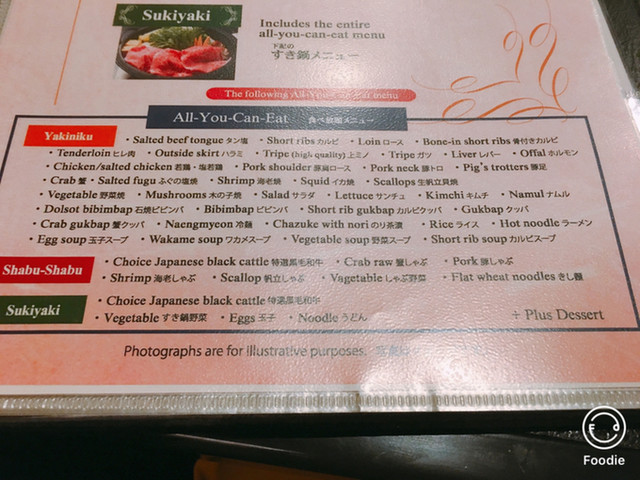 Sukiyaki
Includes the entire
all-you-can-eat menu
下記の
すき鍋メニュー
The following All-You-Can-Eat menu
All-You-Can-Eat 食べ放題メニュー
Yakiniku • Salted beef tongue タン塩 • Short ribs カルビ • Loin ロース • Bone-in short ribs 骨付きカルビ
• Tenderloin ヒレ肉 • Outside skirt ハラミ • Tripe (high quality) 上ミノ • Tripe ガツ • Liver レバー • Offal ホルモン
• Chicken/salted chicken 若鶏・塩若鶏 • Pork shoulder 豚肩ロース • Pork neck 豚トロ • Pig's trotters 豚足
• Crab 蟹 • Salted fugu ふぐの塩焼 • Shrimp 海老焼 • Squid イカ焼 • Scallops 生帆立貝焼
• Vegetable 野菜焼 • Mushrooms 木の子焼 • Salad サラダ • Lettuce サンチュ • Kimchi キムチ • Namul ナムル
• Dolsot bibimbap 石焼ビビンバ • Bibimbap ビビンバ • Short rib gukbap カルビクッパ • Gukbap クッパ
• Crab gukbap 蟹クッパ • Naengmyeon 冷麺 • Chazuke with nori のり茶漬 • Rice ライス • Hot noodle ラーメン
• Egg soup 玉子スープ • Wakame soup ワカメスープ • Vegetable soup 野菜スープ • Short rib soup カルビスープ
Shabu-Shabu • Choice Japanese black cattle 特選黒毛和牛 • Crab raw 蟹しゃぶ • Pork 豚しゃぶ
• Shrimp 海老しゃぶ • Scallop 帆立しゃぶ • Vagetable しゃぶ野菜 • Flat wheat noodles きし麺
Sukiyaki • Choice Japanese black cattle 特選黒毛和牛
• Vegetable すき鍋野菜 • Eggs 玉子 • Noodle うどん + Plus Dessert
Photographs are for illustrative purposes.
Foodie